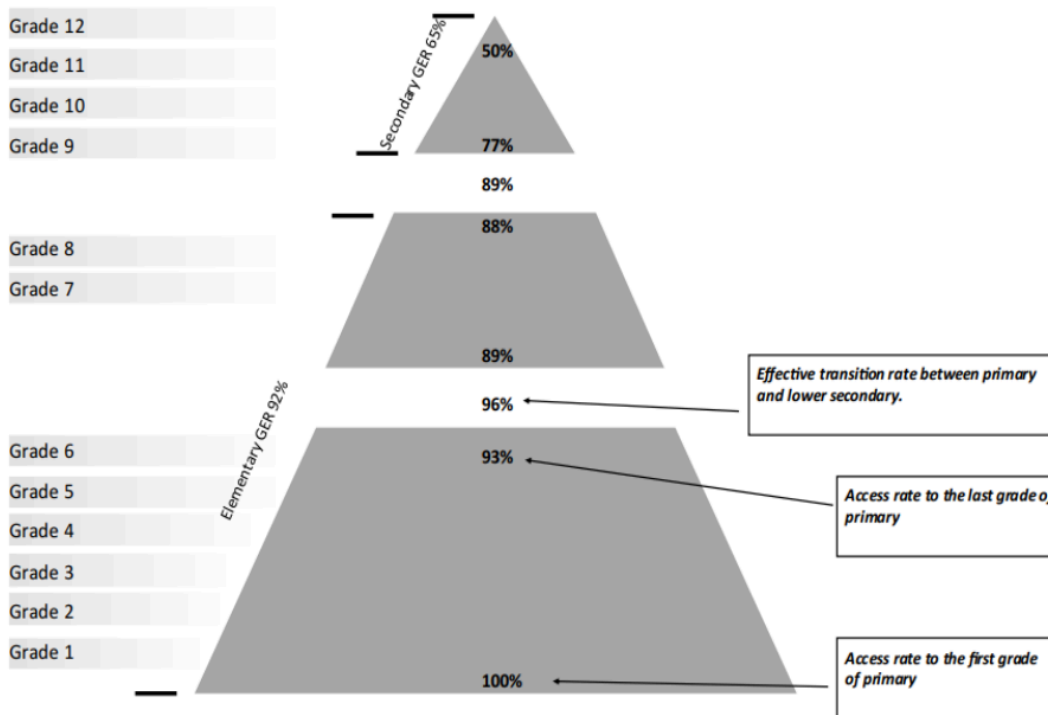 Grade 12
Grade 11
Grade 10
Grade 9
Secondary GER 65%
50%
77%
89%
88%
Grade 8
Grade 7
89%
96%
Effective transition rate between primary
and lower secondary.
Elementary GER 92%
Grade 6
Grade 5
Grade 4
Grade 3
Grade 2
Grade 1
93%
Access rate to the last grade of
primary
100%
Access rate to the first grade
of primary